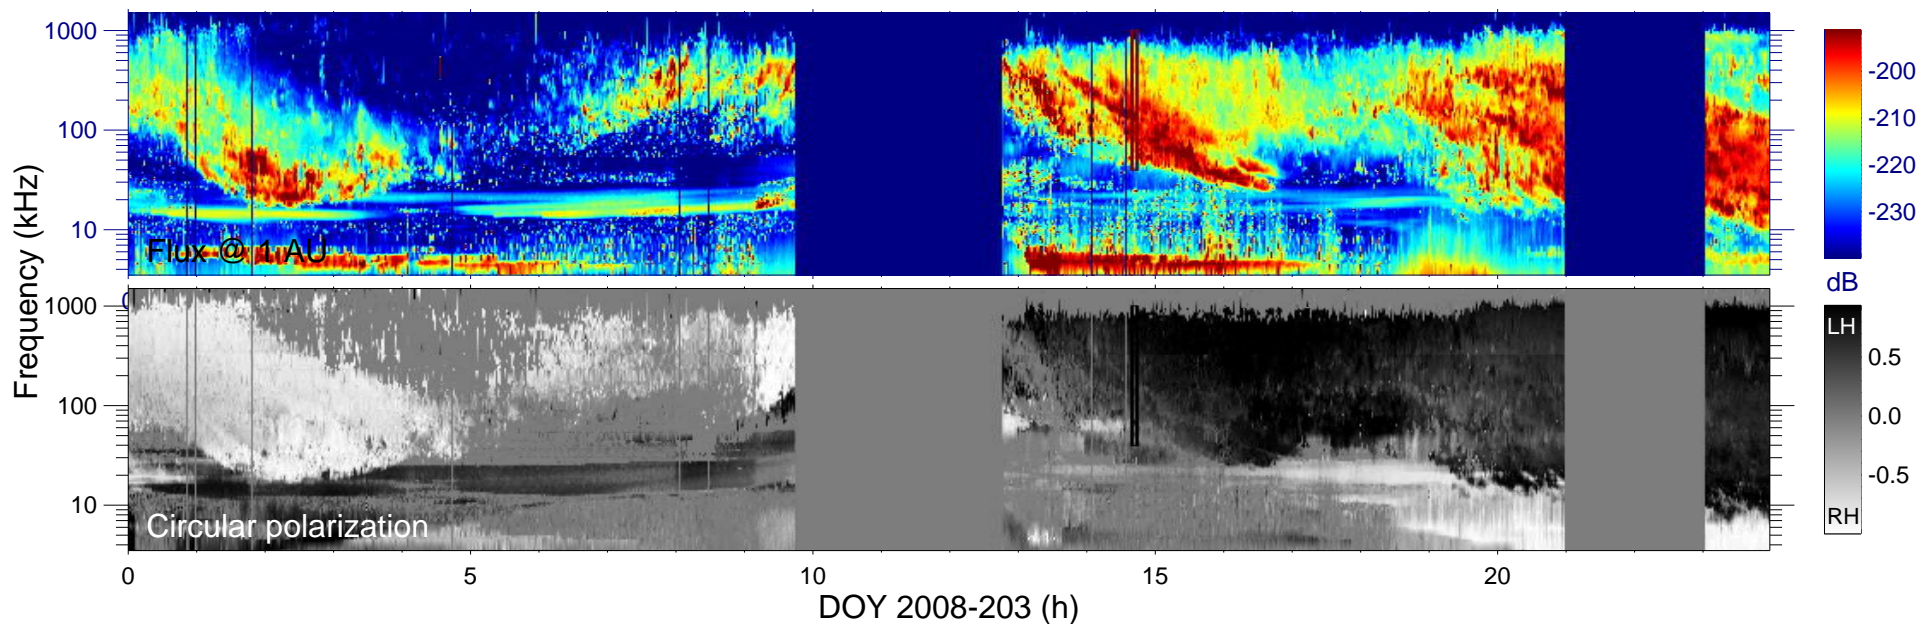 1000
100
10
Flux @ 1 AU
0
-200
-210
-220
-230
dB
Frequency (kHz)
1000
100
10
Circular polarization
LH
0.5
0.0
-0.5
RH
0
5
10
15
20
DOY 2008-203 (h)